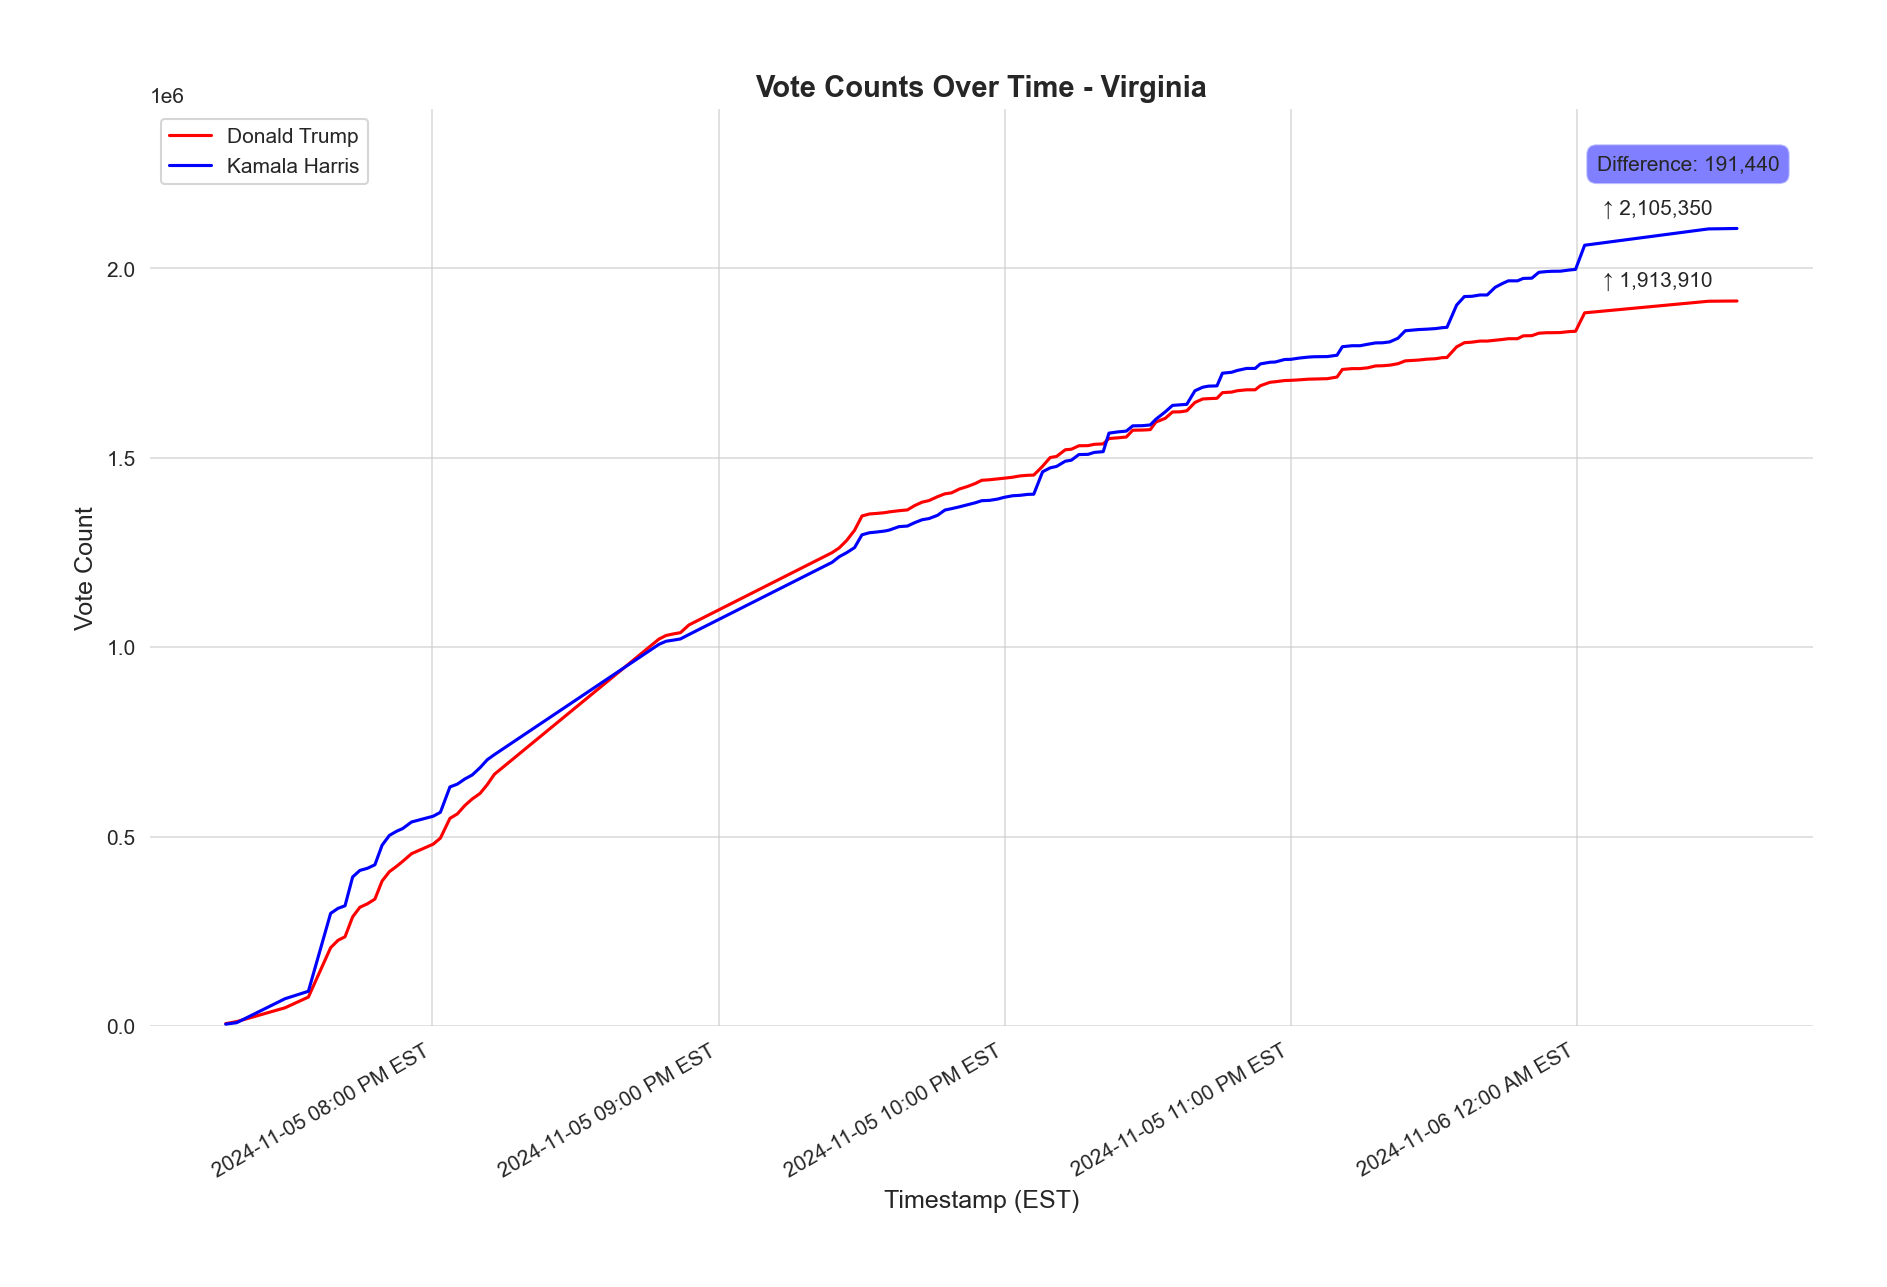 Vote Counts Over Time - Virginia
1e6
Donald Trump
Kamala Harris
Difference: 191,440
↑ 2,105,350
↑ 1,913,910
2.0
1.5
1.0
0.5
0.0
Vote Count
2024-11-05 08:00 PM EST
2024-11-05 09:00 PM EST
2024-11-05 10:00 PM EST
2024-11-05 11:00 PM EST
2024-11-06 12:00 AM EST
Timestamp (EST)